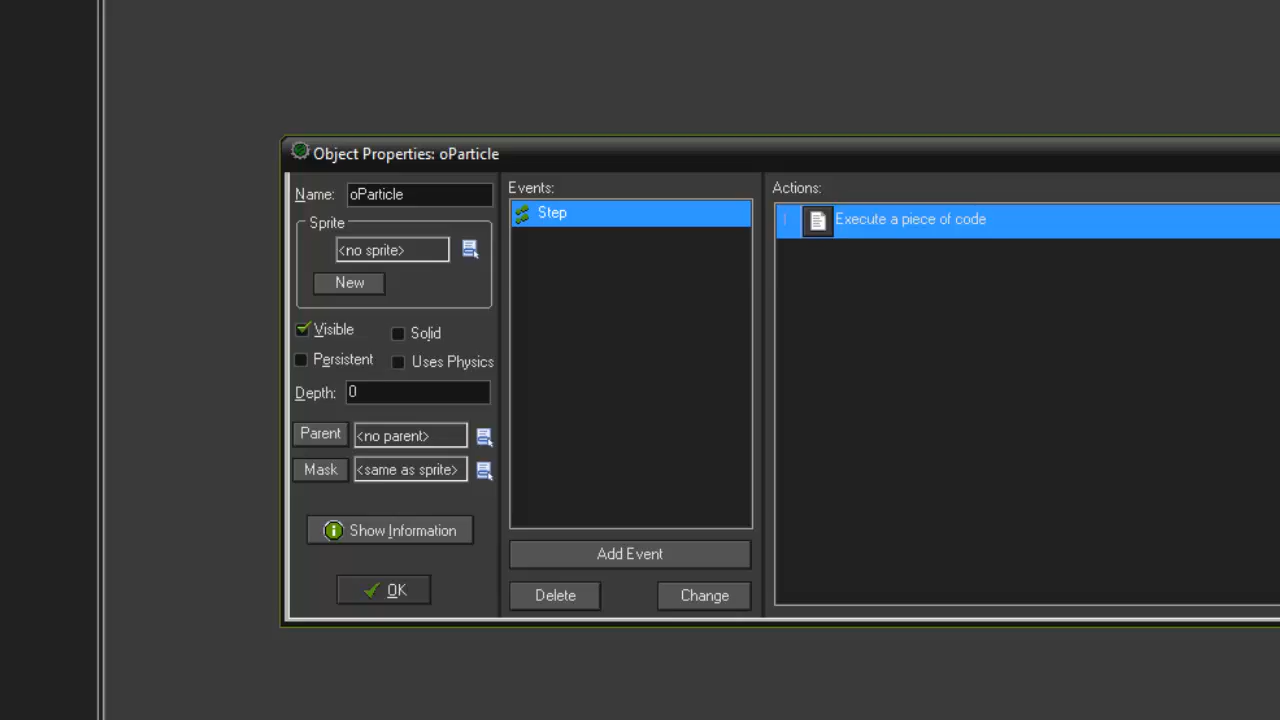 Object Properties: oParticle
Name: oParticle
Sprite
<no sprite>
New
Visible
Solid
Persistent
Uses Physics
Depth: 0
Parent <no parent>
Mask <same as sprite>
Show Information
OK
Events:
Step
Add Event
Delete
Change
Actions:
Execute a piece of code